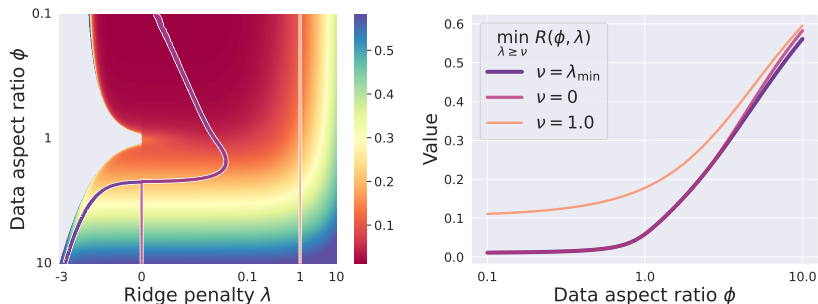 Data aspect ratio ϕ
0.1
1
10
-3
0
0.1
1
10
Ridge penalty λ
0.5
0.4
0.3
0.2
0.1
Value
0.6
0.5
0.4
0.3
0.2
0.1
0.0
min R(ϕ, λ)
λ ≥ ν
ν = λmin
ν = 0
ν = 1.0
0.1
1.0
10.0
Data aspect ratio ϕ